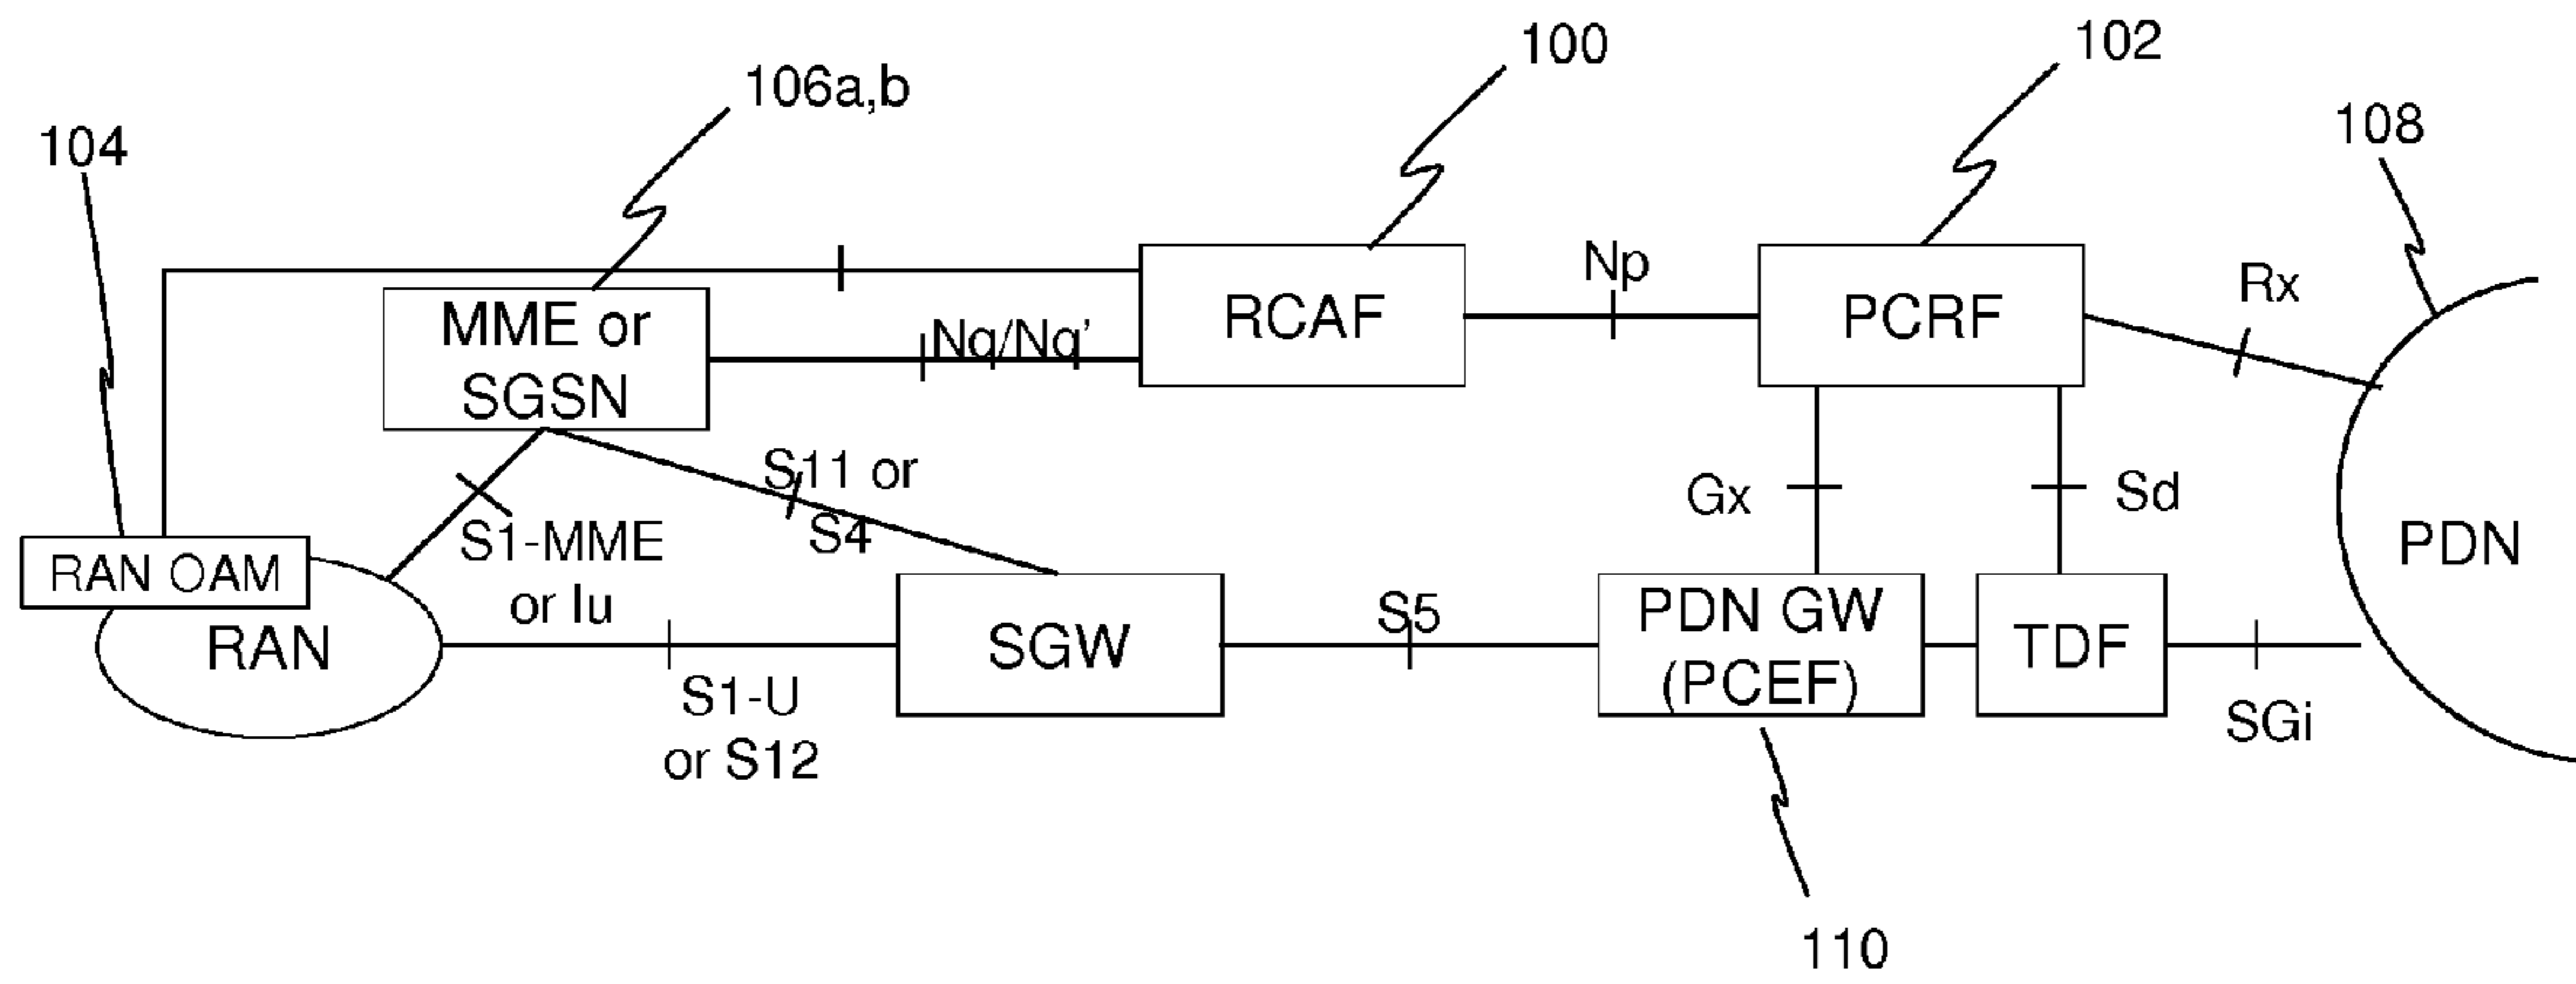 100
102
106a,b
108
104
Np
Rx
MME or
SGSN
Nq/Nq'
RCAF
PCRF
S11 or
S4
Gx
Sd
S1-MME
or Iu
PDN
RAN OAM
RAN
SGW
S5
PDN GW
(PCEF)
TDF
S1-U
or S12
SGi
110